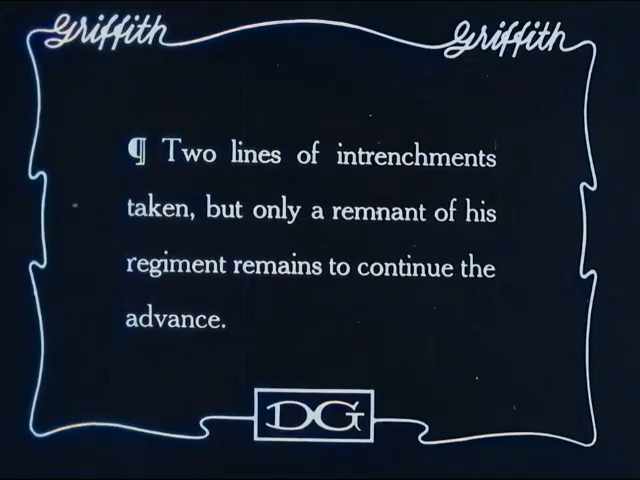 Griffith Griffith
¶ Two lines of intrenchments
taken, but only a remnant of his
regiment remains to continue the
advance.
DG